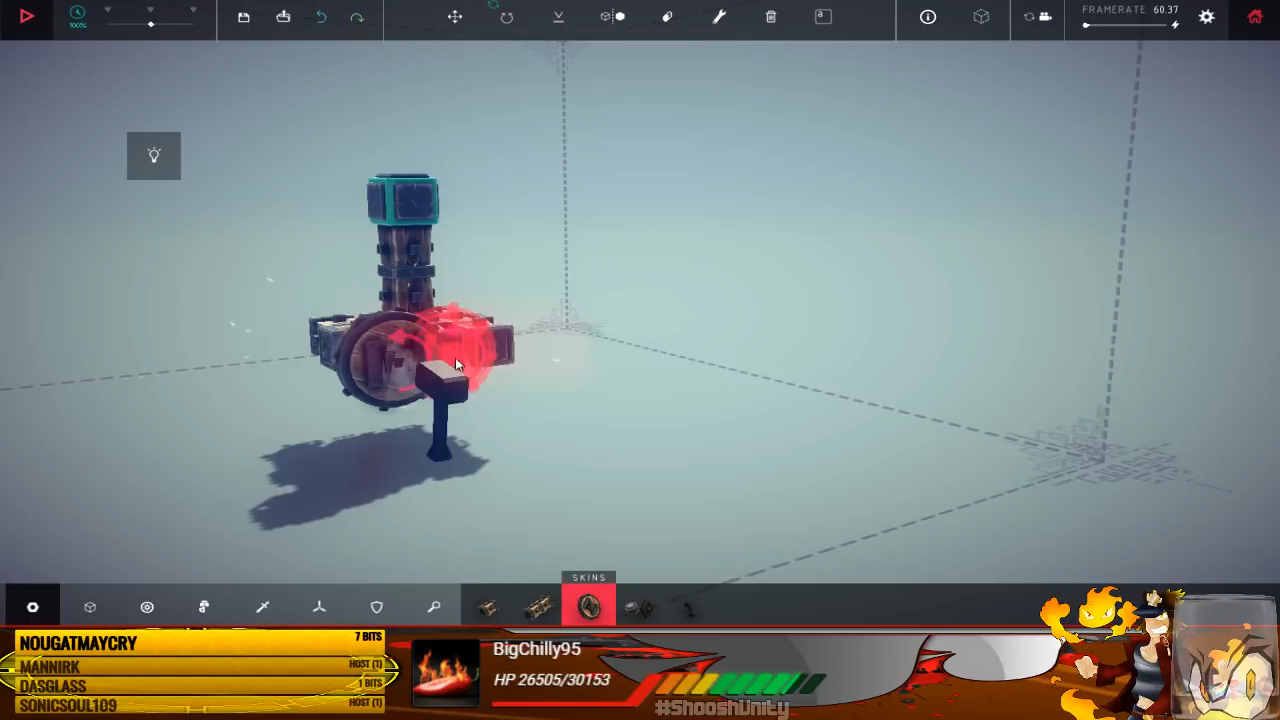 100%
FRAMERATE 60.37
a
SKINS
NOUGATMAYCRY 7 BITS
MANNIRK HOST (1)
DASGLASS 1 BITS
SONICSOUL109 HOST (1)
BigChilly95
HP 26505/30153
#ShooshUnity